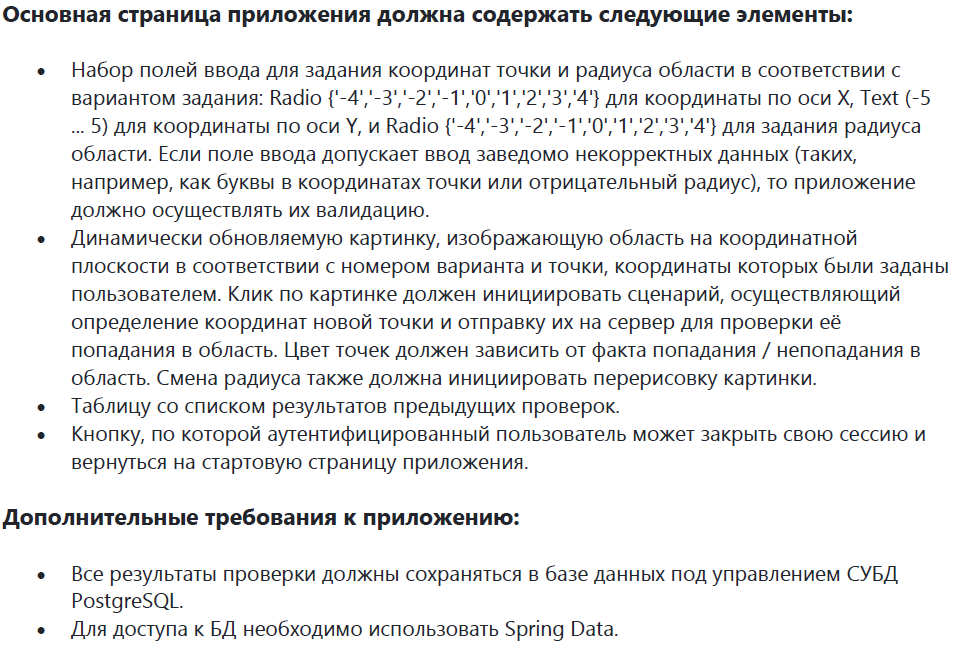 Основная страница приложения должна содержать следующие элементы:
• Набор полей ввода для задания координат точки и радиуса области в соответствии с
вариантом задания: Radio {'-4','-3','-2','-1','0','1','2','3','4'} для координаты по оси X, Text (-5
... 5) для координаты по оси Y, и Radio {'-4','-3','-2','-1','0','1','2','3','4'} для задания радиуса
области. Если поле ввода допускает ввод заведомо некорректных данных (таких,
например, как буквы в координатах точки или отрицательный радиус), то приложение
должно осуществлять их валидацию.
• Динамически обновляемую картинку, изображающую область на координатной
плоскости в соответствии с номером варианта и точки, координаты которых были заданы
пользователем. Клик по картинке должен инициировать сценарий, осуществляющий
определение координат новой точки и отправку их на сервер для проверки её
попадания в область. Цвет точек должен зависить от факта попадания / непопадания в
область. Смена радиуса также должна инициировать перерисовку картинки.
• Таблицу со списком результатов предыдущих проверок.
• Кнопку, по которой аутентифицированный пользователь может закрыть свою сессию и
вернуться на стартовую страницу приложения.
Дополнительные требования к приложению:
• Все результаты проверки должны сохраняться в базе данных под управлением СУБД
PostgreSQL.
• Для доступа к БД необходимо использовать Spring Data.